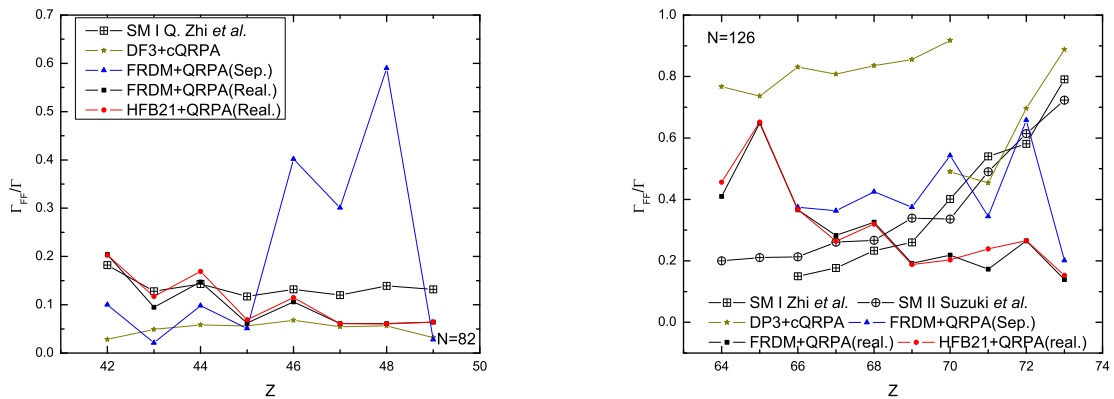 SM I Q. Zhi et al.
DF3+cQRPA
FRDM+QRPA(Sep.)
FRDM+QRPA(Real.)
HFB21+QRPA(Real.)
0.7
0.6
0.5
0.4
0.3
0.2
0.1
0.0
Γ_FF/Γ
N=82
42 44 46 48 50
Z
N=126
1.0
0.8
0.6
0.4
0.2
0.0
Γ_FF/Γ
SM I Zhi et al. SM II Suzuki et al.
DP3+cQRPA FRDM+QRPA(Sep.)
FRDM+QRPA(real.) HFB21+QRPA(real.)
64 66 68 70 72 74
Z